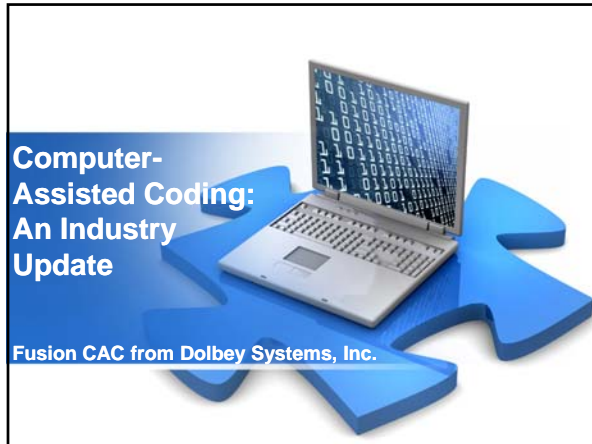 Computer-
Assisted Coding:
An Industry
Update
Fusion CAC from Dolbey Systems, Inc.